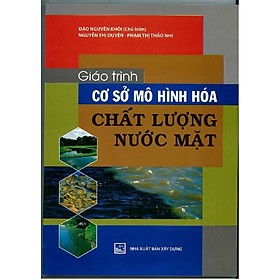 ĐÀO NGUYÊN KHÔI (Chủ biên)
NGUYỄN THỊ DUYÊN - PHẠM THỊ THẢO NHI
Giáo trình
CƠ SỞ MÔ HÌNH HÓA
CHẤT LƯỢNG
NƯỚC MẶT
NHÀ XUẤT BẢN XÂY DỰNG